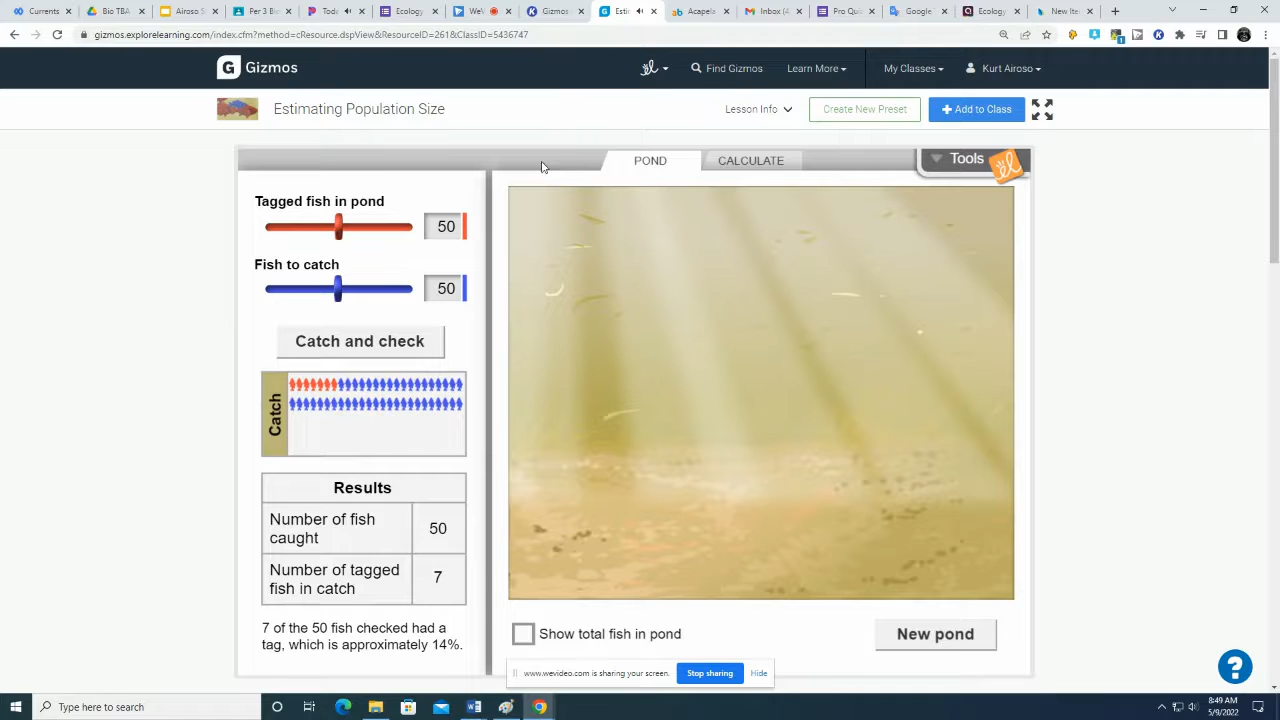 Currents
Bio TBA
Airoso S
Per 3 Bi
Tods
Ecology
We
Gizmos
Esti
Acapela
Inbox (4
Pro Qu
Google
Ecology
New Ite
gizmos.explorelearning.com/index.cfm?method=cResource.dspView&ResourceID=261&ClassID=5436747
G Gizmos
Find Gizmos
Learn More
My Classes
Kurt Airoso
Estimating Population Size
Lesson Info
Create New Preset
Add to Class
POND
CALCULATE
Tools
Tagged fish in pond
50
Fish to catch
50
Catch and check
Catch
Results
Number of fish caught 50
Number of tagged fish in catch 7
7 of the 50 fish checked had a
tag, which is approximately 14%.
Show total fish in pond
New pond
www.wevideo.com is sharing your screen.
Stop sharing
Hide
?
Type here to search
8:49 AM
5/9/2022